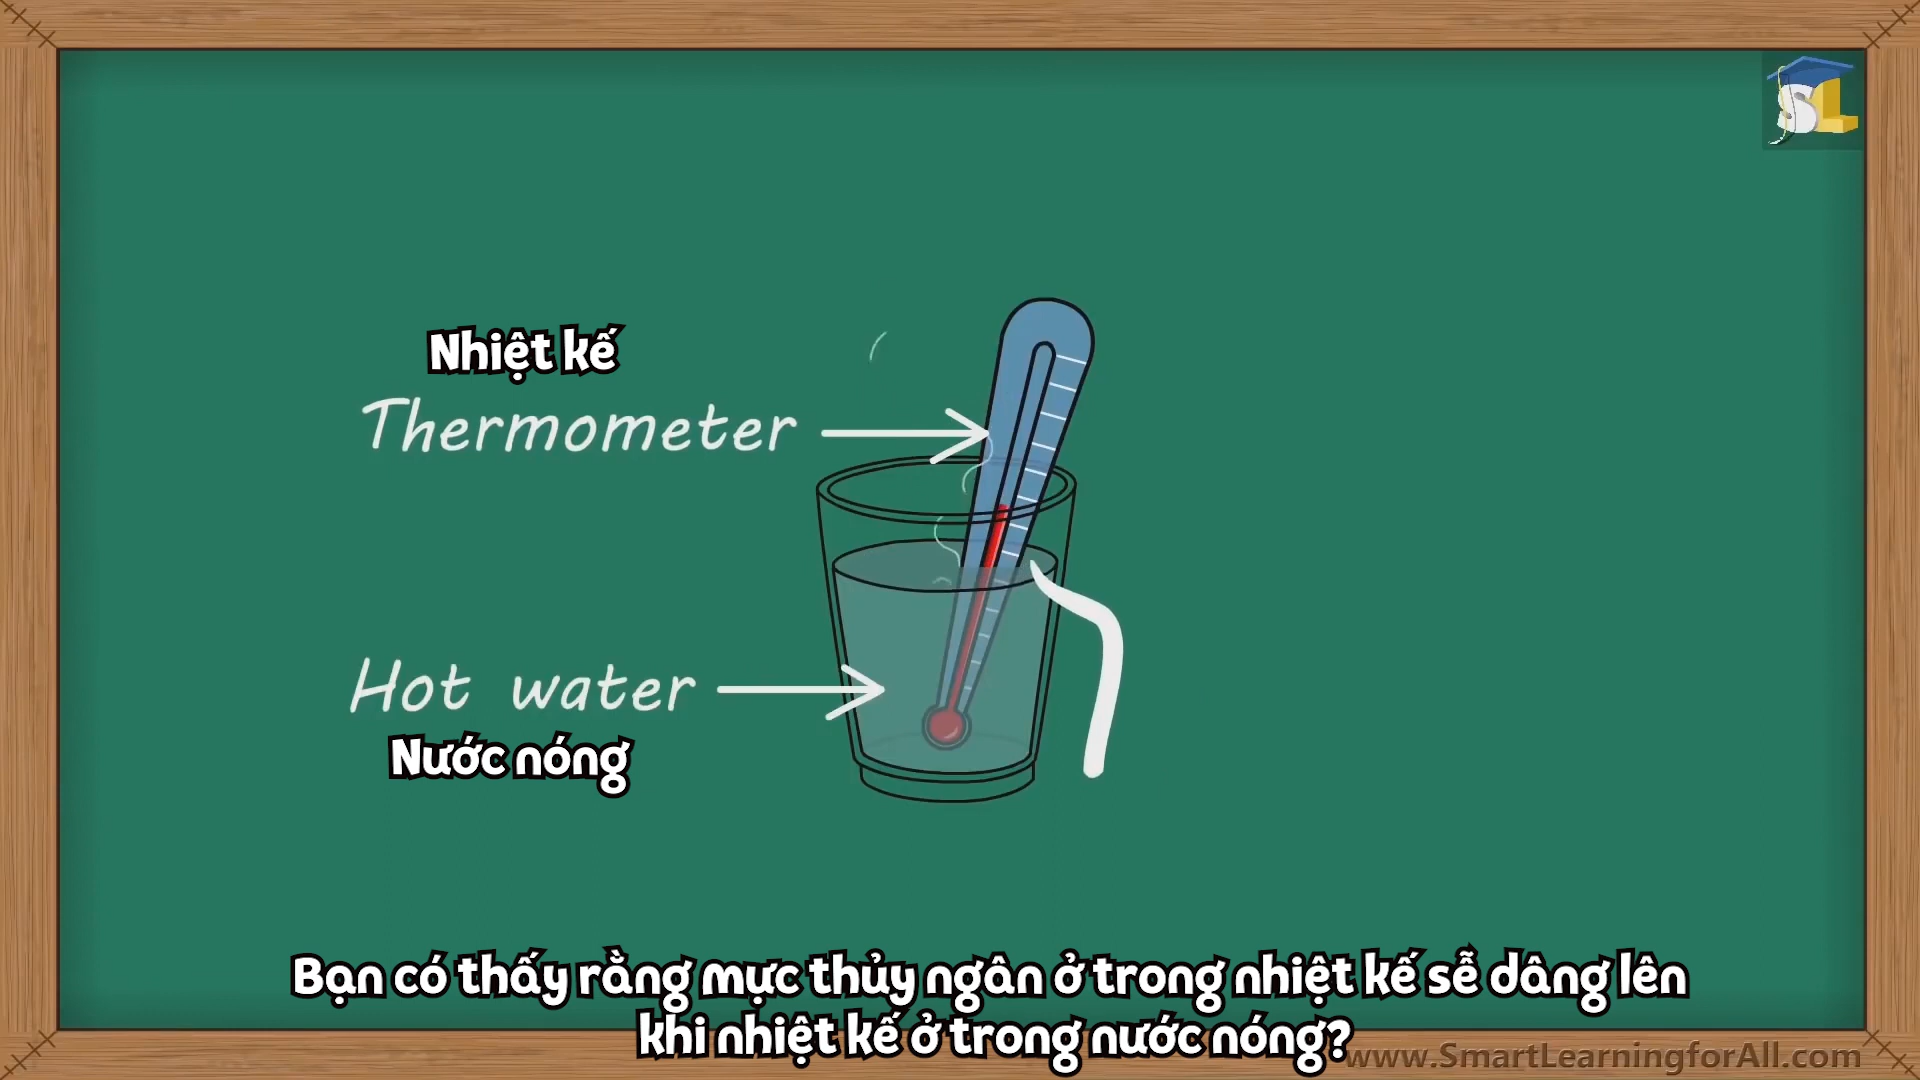 SL
Nhiệt kế
Thermometer
Hot water
Nước nóng
Bạn có thấy rằng mực thủy ngân ở trong nhiệt kế sẽ dâng lên
khi nhiệt kế ở trong nước nóng?
www.SmartLearningforAll.com